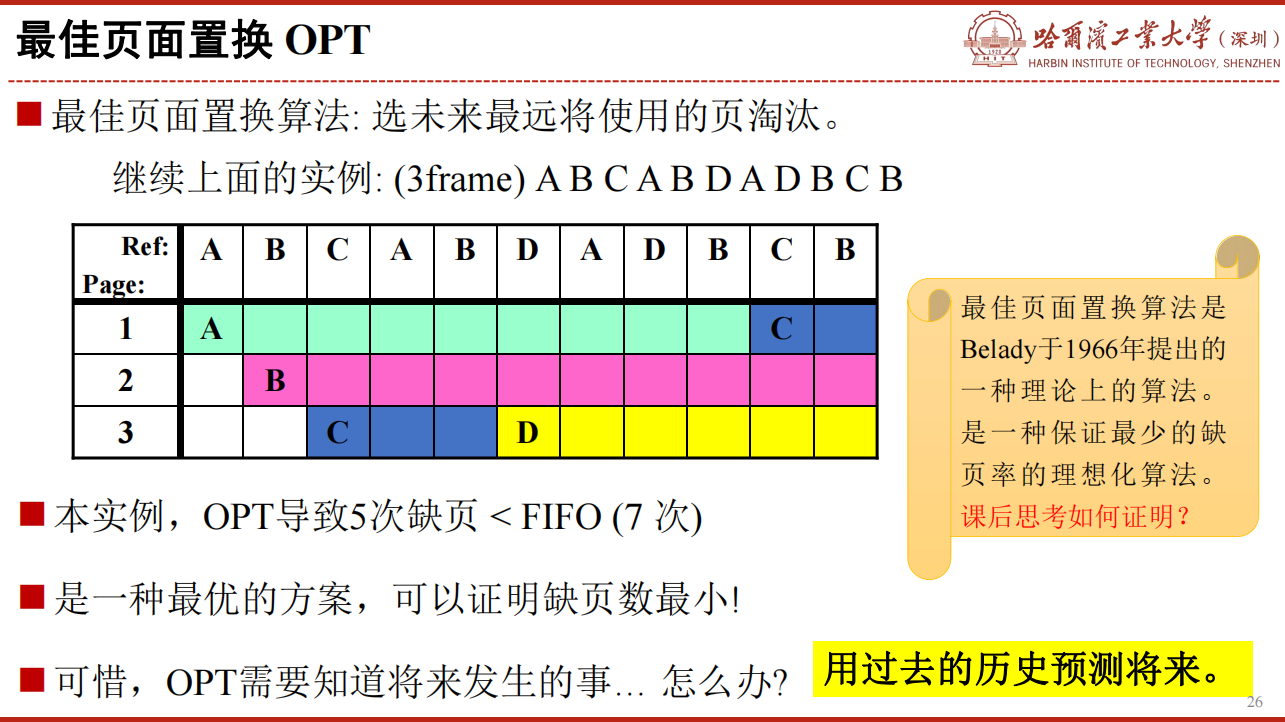 最佳页面置换 OPT
哈爾濱工業大學(深圳)
HARBIN INSTITUTE OF TECHNOLOGY, SHENZHEN
HIT
1920
最佳页面置换算法: 选未来最远将使用的页淘汰。
继续上面的实例: (3frame) A B C A B D A D B C B
Ref: A B C A B D A D B C B
Page:
1 A C
2 B
3 C D
最佳页面置换算法是
Belady于1966年提出的
一种理论上的算法。
是一种保证最少的缺
页率的理想化算法。
课后思考如何证明？
本实例，OPT导致5次缺页 < FIFO (7 次)
是一种最优的方案，可以证明缺页数最小!
可惜，OPT需要知道将来发生的事... 怎么办?
用过去的历史预测将来。
26